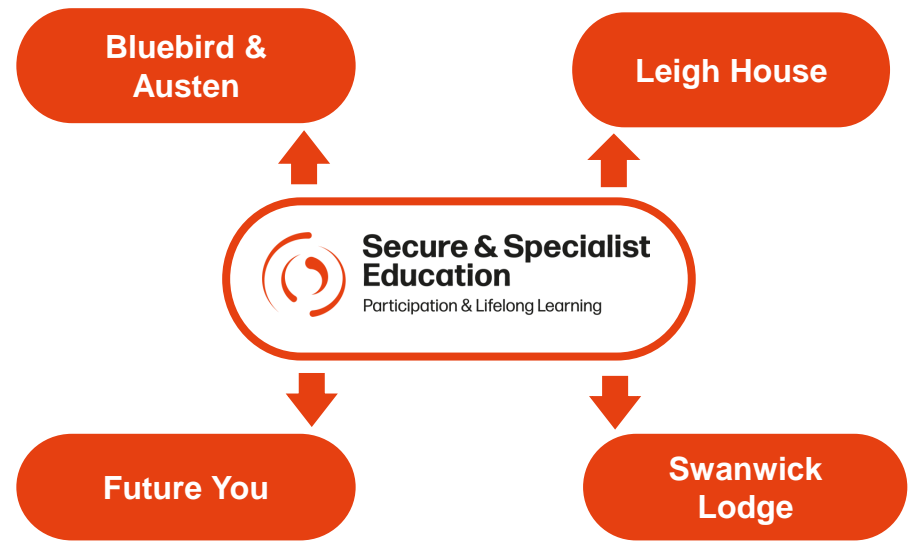 Bluebird &
Austen
Leigh House
Secure & Specialist
Education
Participation & Lifelong Learning
Future You
Swanwick
Lodge